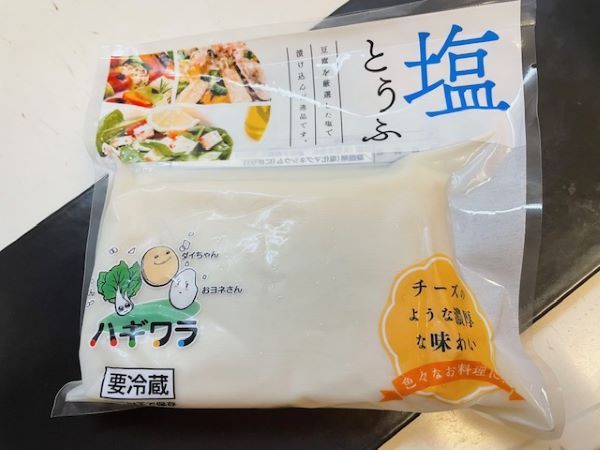 塩
とうふ
豆腐を厳選した塩で
漬け込んだ逸品です。
ダイちゃん
おヨネさん
ハギワラ
要冷蔵
チーズの
ような濃厚
な味わい
色々なお料理に